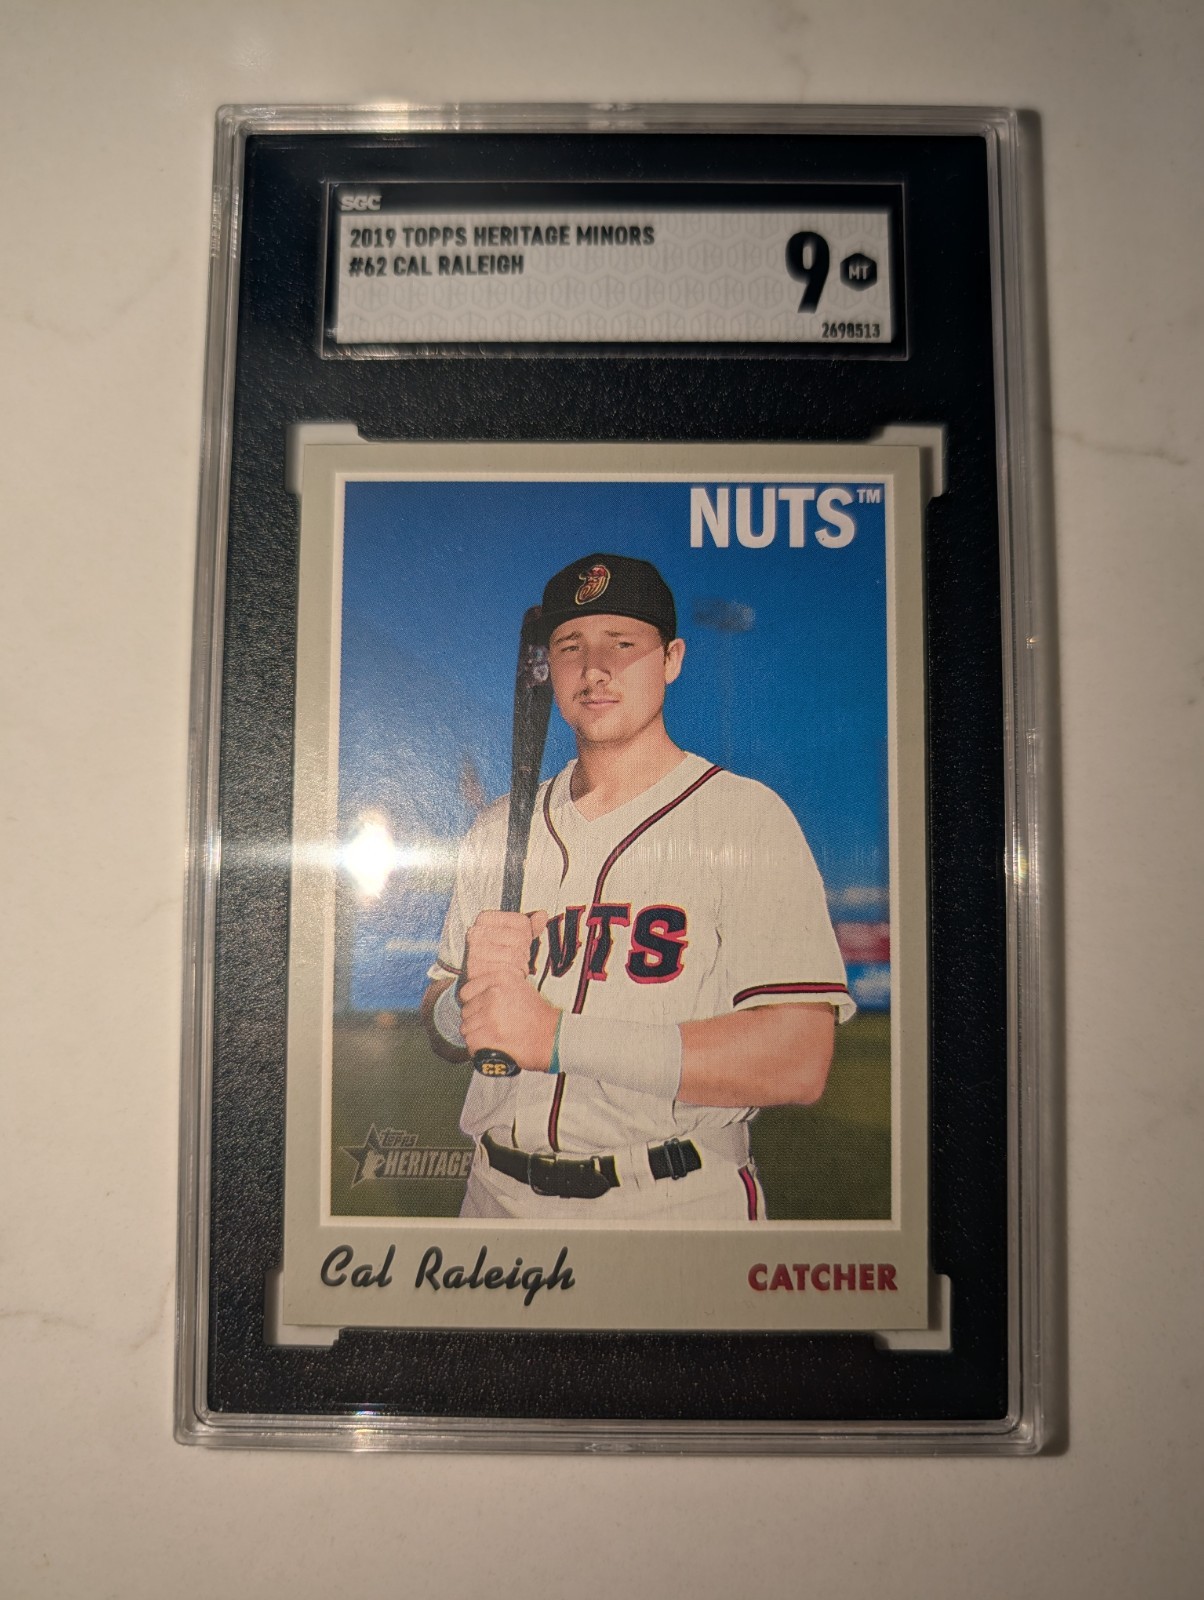 SGC
2019 TOPPS HERITAGE MINORS
#62 CAL RALEIGH
9 MT
2698513
NUTS™
NUTS
33
TOPPS
HERITAGE
Cal Raleigh
CATCHER